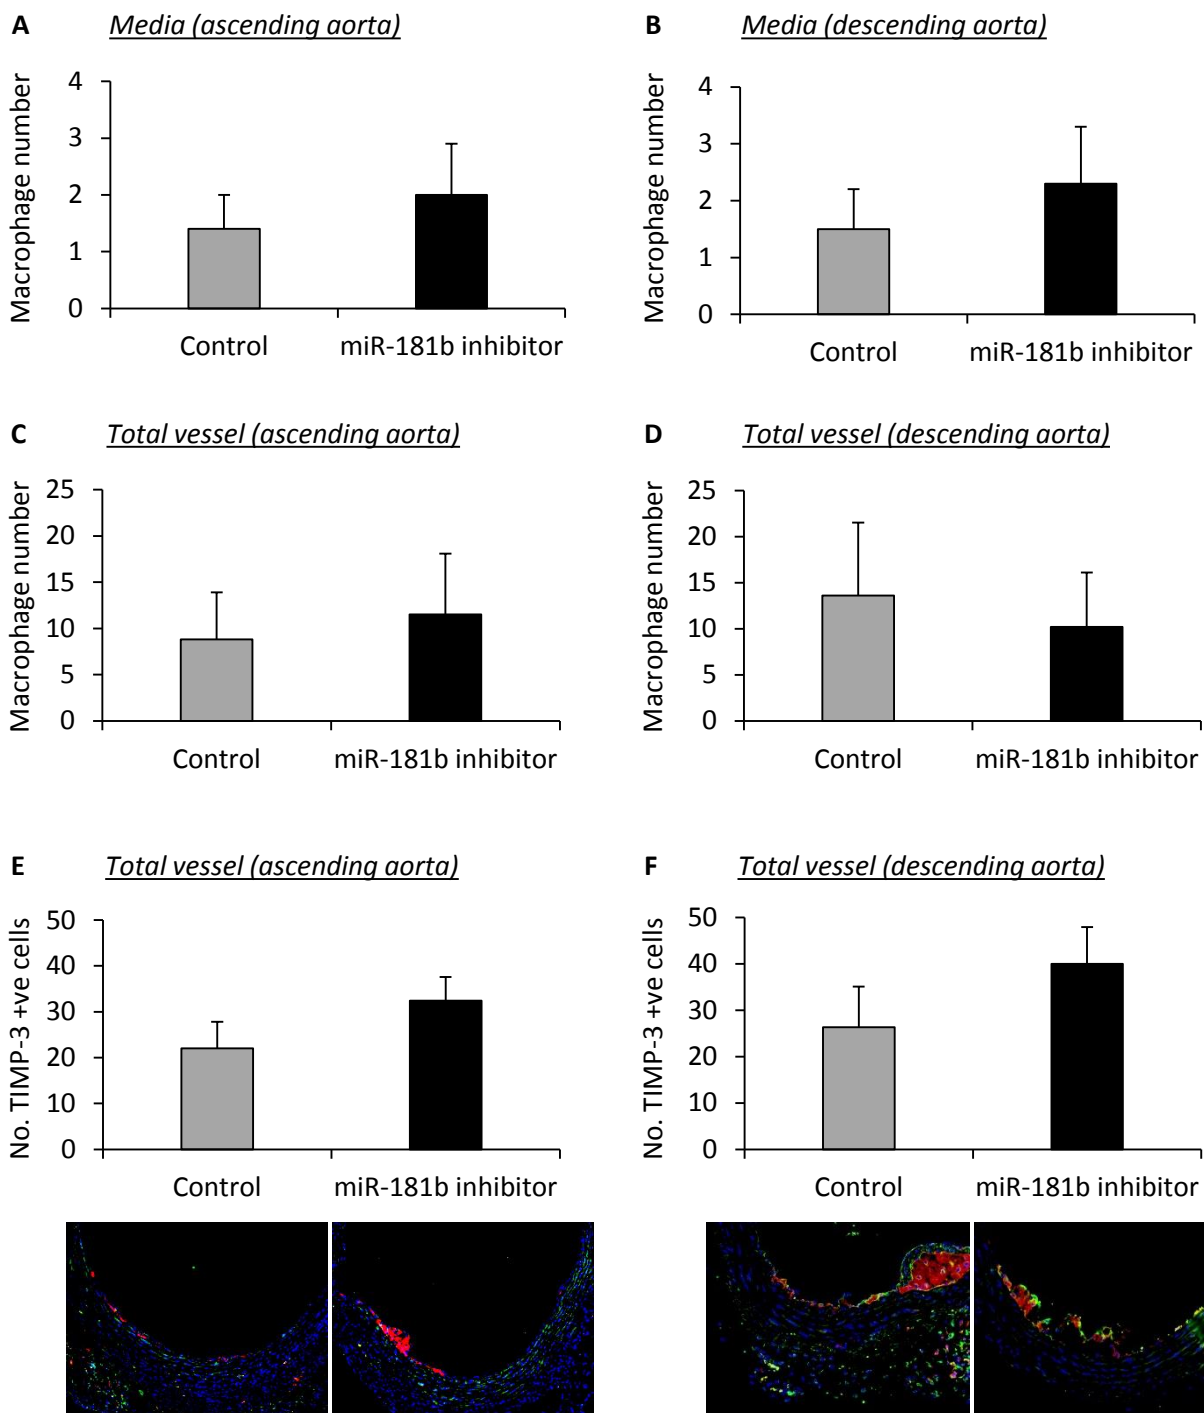 A Media (ascending aorta)
Macrophage number
4
3
2
1
0
Control miR-181b inhibitor
B Media (descending aorta)
Macrophage number
4
3
2
1
0
Control miR-181b inhibitor
C Total vessel (ascending aorta)
Macrophage number
25
20
15
10
5
0
Control miR-181b inhibitor
D Total vessel (descending aorta)
Macrophage number
25
20
15
10
5
0
Control miR-181b inhibitor
E Total vessel (ascending aorta)
No. TIMP-3 +ve cells
50
40
30
20
10
0
Control miR-181b inhibitor
F Total vessel (descending aorta)
No. TIMP-3 +ve cells
50
40
30
20
10
0
Control miR-181b inhibitor